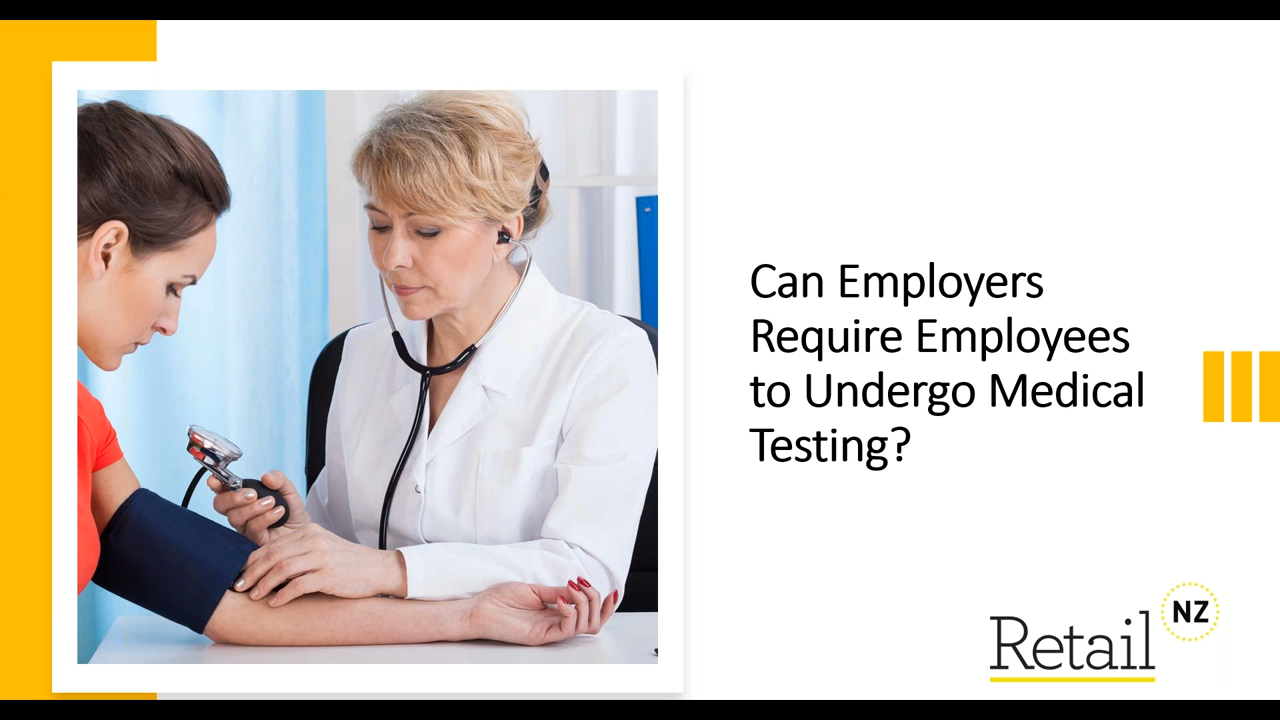 Can Employers
Require Employees
to Undergo Medical
Testing?
Retail NZ